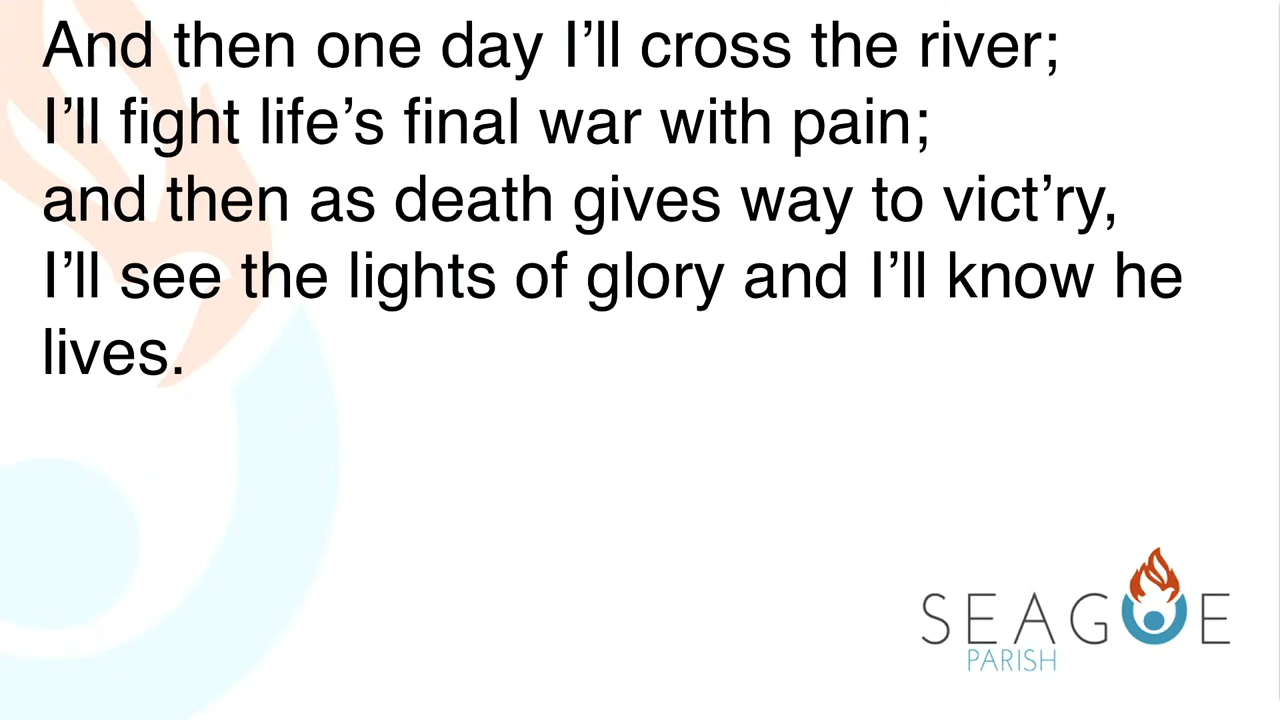 And then one day I’ll cross the river;
I’ll fight life’s final war with pain;
and then as death gives way to vict’ry,
I’ll see the lights of glory and I’ll know he
lives.
SEAGOE
PARISH